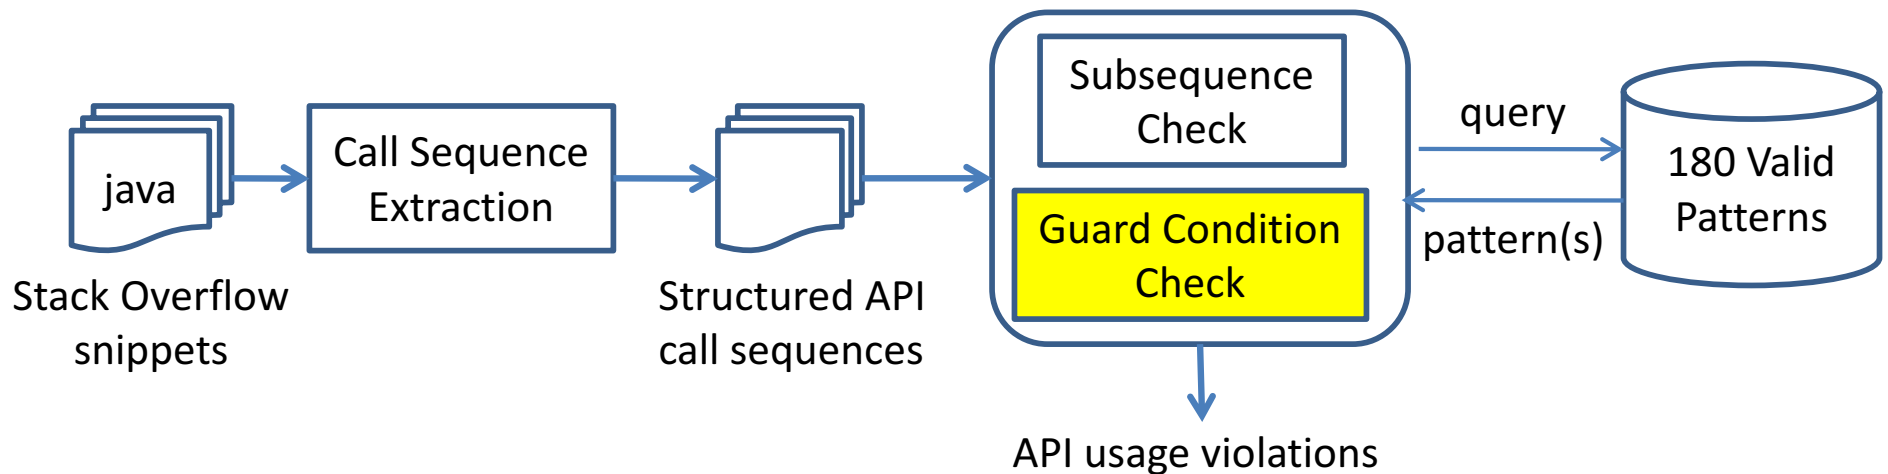 java
Stack Overflow
snippets
Call Sequence
Extraction
Structured API
call sequences
Subsequence
Check
Guard Condition
Check
query
pattern(s)
180 Valid
Patterns
API usage violations